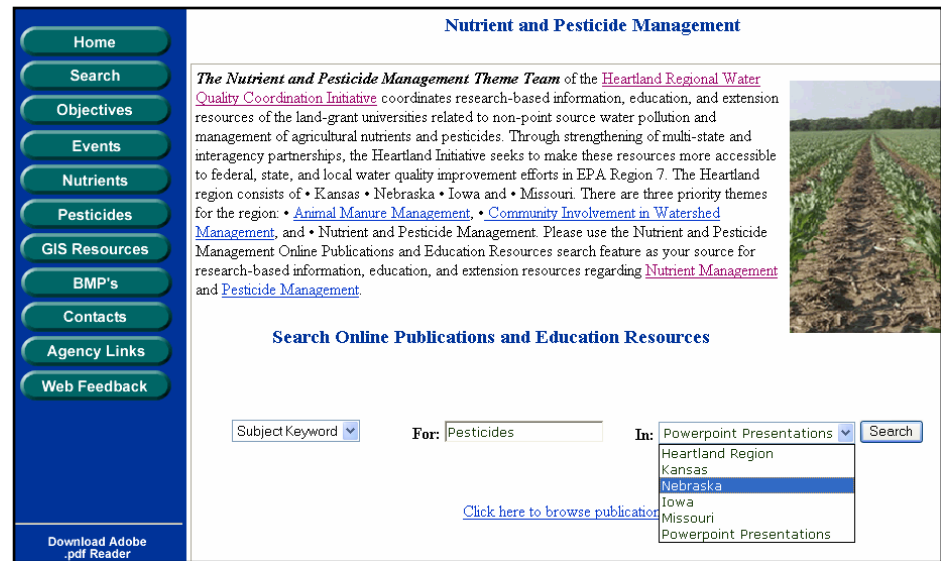 Nutrient and Pesticide Management
Home
Search
Objectives
Events
Nutrients
Pesticides
GIS Resources
BMP's
Contacts
Agency Links
Web Feedback
Download Adobe
.pdf Reader
The Nutrient and Pesticide Management Theme Team of the Heartland Regional Water
Quality Coordination Initiative coordinates research-based information, education, and extension
resources of the land-grant universities related to non-point source water pollution and
management of agricultural nutrients and pesticides. Through strengthening of multi-state and
interagency partnerships, the Heartland Initiative seeks to make these resources more accessible
to federal, state, and local water quality improvement efforts in EPA Region 7. The Heartland
region consists of • Kansas • Nebraska • Iowa and • Missouri. There are three priority themes
for the region: • Animal Manure Management, • Community Involvement in Watershed
Management, and • Nutrient and Pesticide Management. Please use the Nutrient and Pesticide
Management Online Publications and Education Resources search feature as your source for
research-based information, education, and extension resources regarding Nutrient Management
and Pesticide Management.
Search Online Publications and Education Resources
Subject Keyword For: Pesticides In: Powerpoint Presentations Search
Heartland Region
Kansas
Nebraska
Iowa
Missouri
Powerpoint Presentations
Click here to browse publication